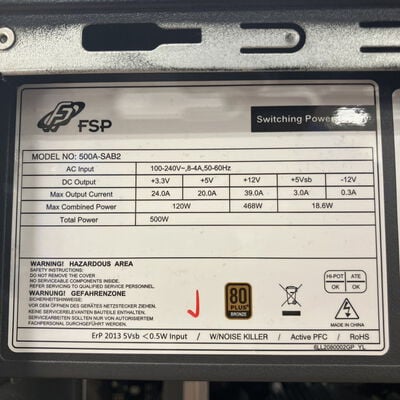 FSP
Switching Power
MODEL NO: 500A-SAB2
AC Input 100-240V~,8-4A,50-60Hz
DC Output +3.3V +5V +12V +5Vsb -12V
Max Output Current 24.0A 20.0A 39.0A 3.0A 0.3A
Max Combined Power 120W 468W 18.6W
Total Power 500W
WARNING! HAZARDOUS AREA
SAFETY INSTRUCTIONS:
DO NOT REMOVE THE COVER
NO SERVICEABLE COMPONENTS INSIDE.
REFER SERVICING TO QUALIFIED SERVICE PERSONNEL.
WARNUNG! GEFAHRENZONE
SICHERHEITSHINWEISE:
VOR DEM ÖFFNEN DES GERÄTES NETZSTECKER ZIEHEN.
KEINE SERVICERELEVANTEN BAUTEILE ENTHALTEN.
SERVICEARBEITEN SOLLTEN NUR VON AUTORISIERTEM
FACHPERSONAL DURCHGEFÜHRT WERDEN.
80
PLUS
BRONZE
HI-POT ATE
OK OK
MADE IN CHINA
ErP 2013 5Vsb <0.5W Input / W/NOISE KILLER / Active PFC / RoHS
6LL2080002GP YL